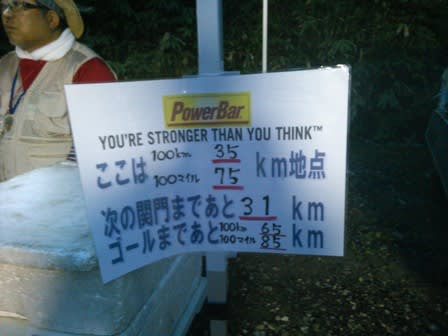 PowerBar
YOU'RE STRONGER THAN YOU THINK™
ここは 100km 35 km地点
100マイル 75
次の関門まであと 31 km
ゴールまであと 100km 65 km
100マイル 85